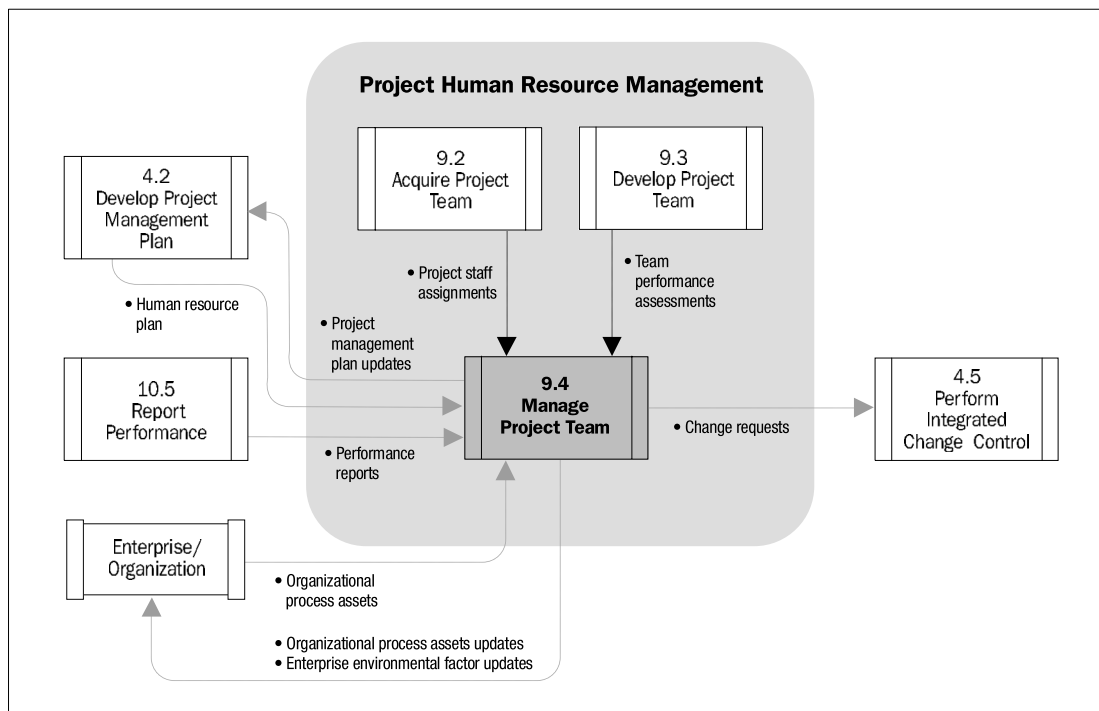 Project Human Resource Management
9.2
Acquire Project
Team
9.3
Develop Project
Team
4.2
Develop Project
Management
Plan
• Project staff
assignments
• Team
performance
assessments
• Human resource
plan
• Project
management
plan updates
10.5
Report
Performance
9.4
Manage
Project Team
4.5
Perform
Integrated
Change Control
• Change requests
• Performance
reports
Enterprise/
Organization
• Organizational
process assets
• Organizational process assets updates
• Enterprise environmental factor updates